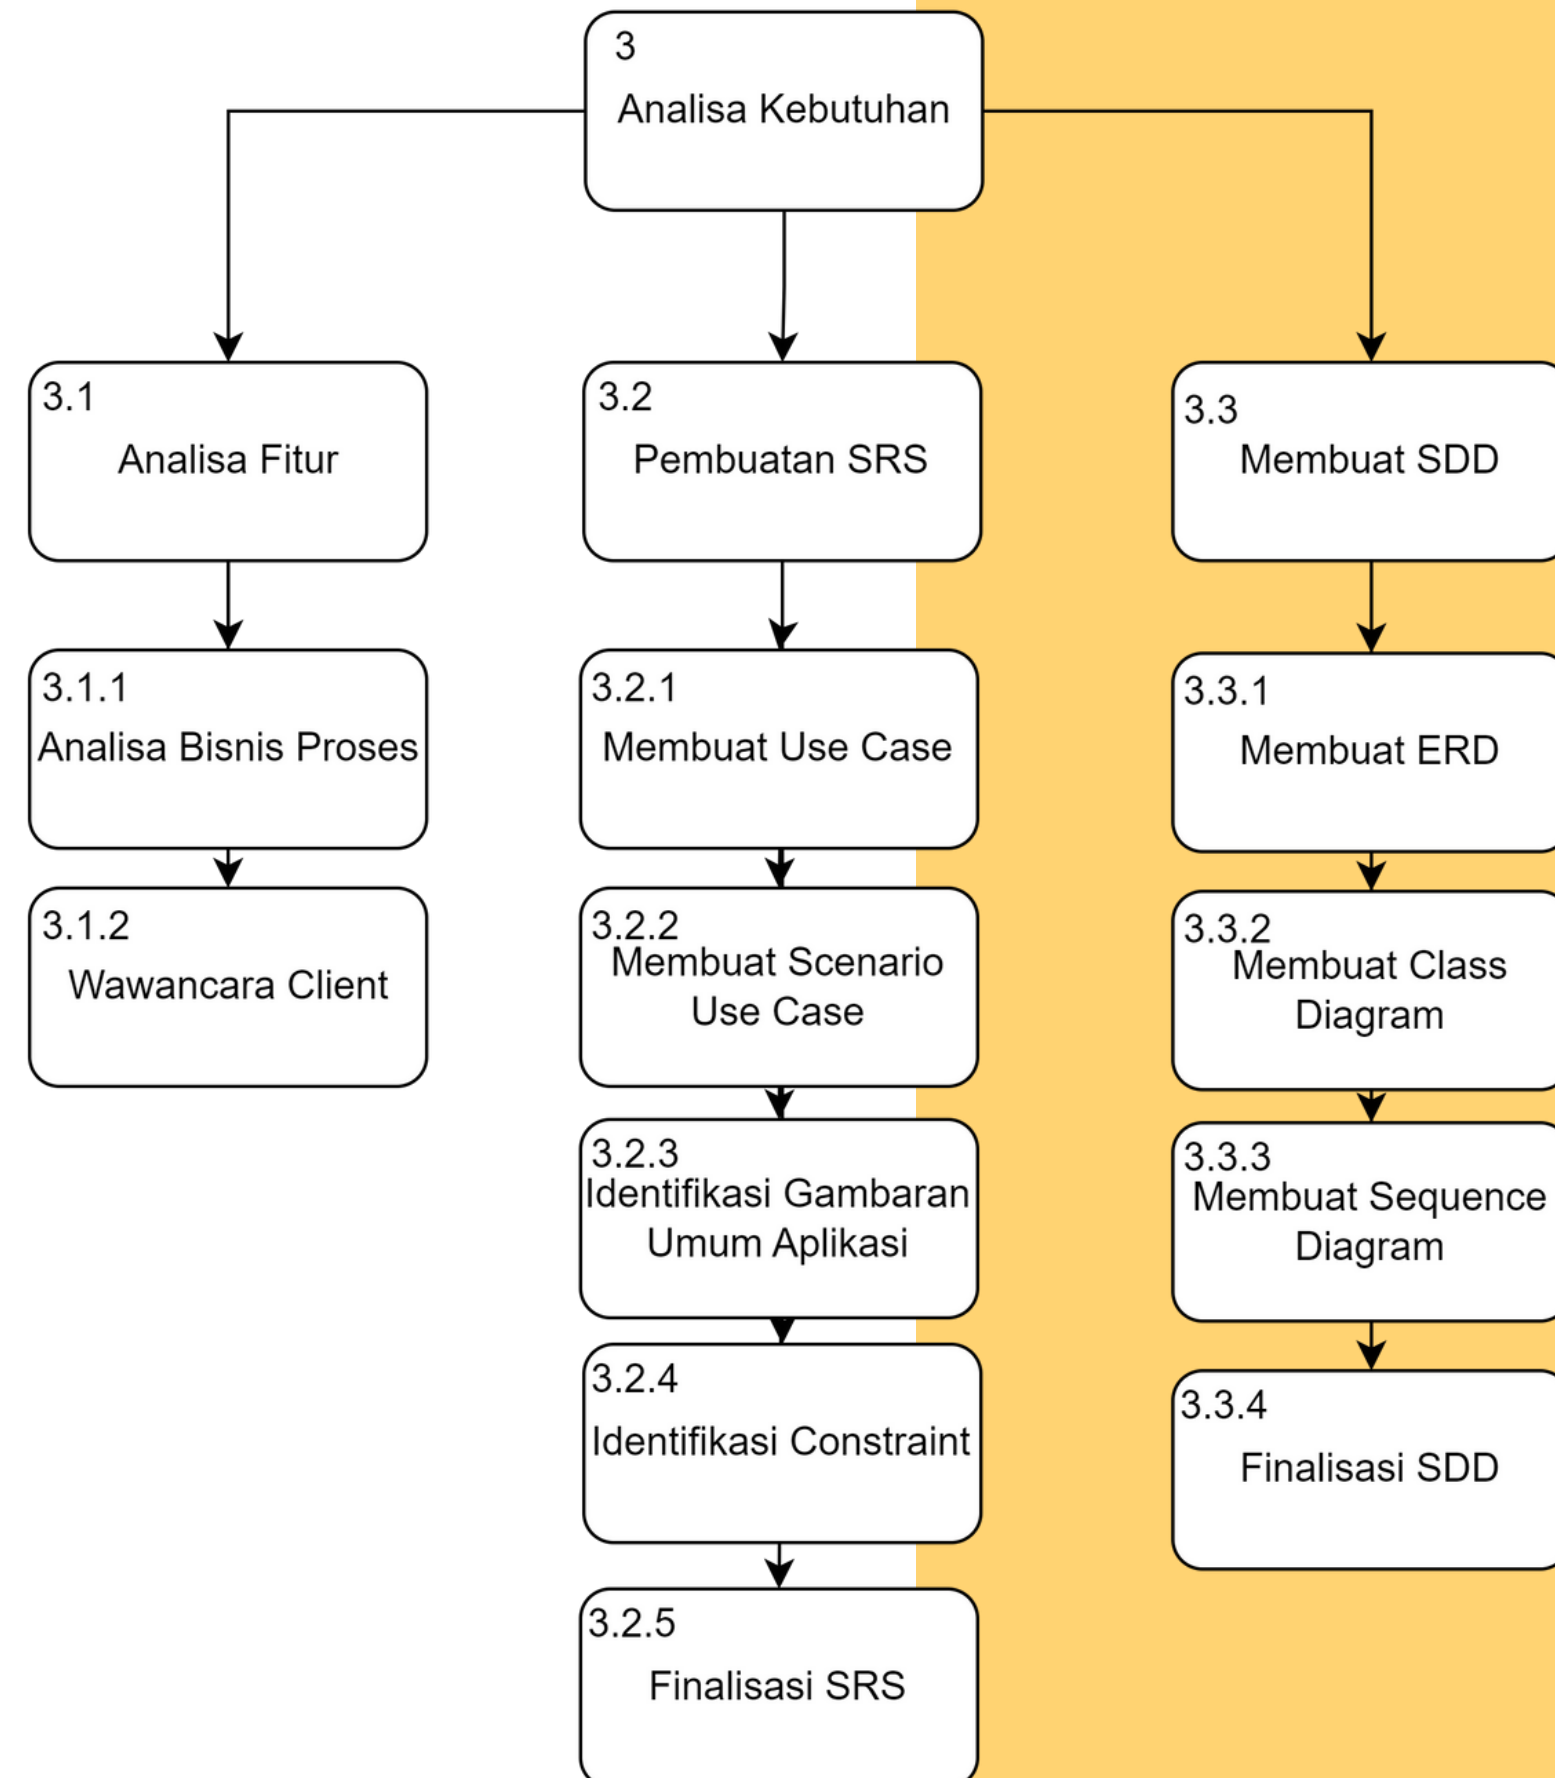 3
Analisa Kebutuhan
3.1
Analisa Fitur
3.2
Pembuatan SRS
3.3
Membuat SDD
3.1.1
Analisa Bisnis Proses
3.2.1
Membuat Use Case
3.3.1
Membuat ERD
3.1.2
Wawancara Client
3.2.2
Membuat Scenario
Use Case
3.3.2
Membuat Class
Diagram
3.2.3
Identifikasi Gambaran
Umum Aplikasi
3.3.3
Membuat Sequence
Diagram
3.2.4
Identifikasi Constraint
3.3.4
Finalisasi SDD
3.2.5
Finalisasi SRS